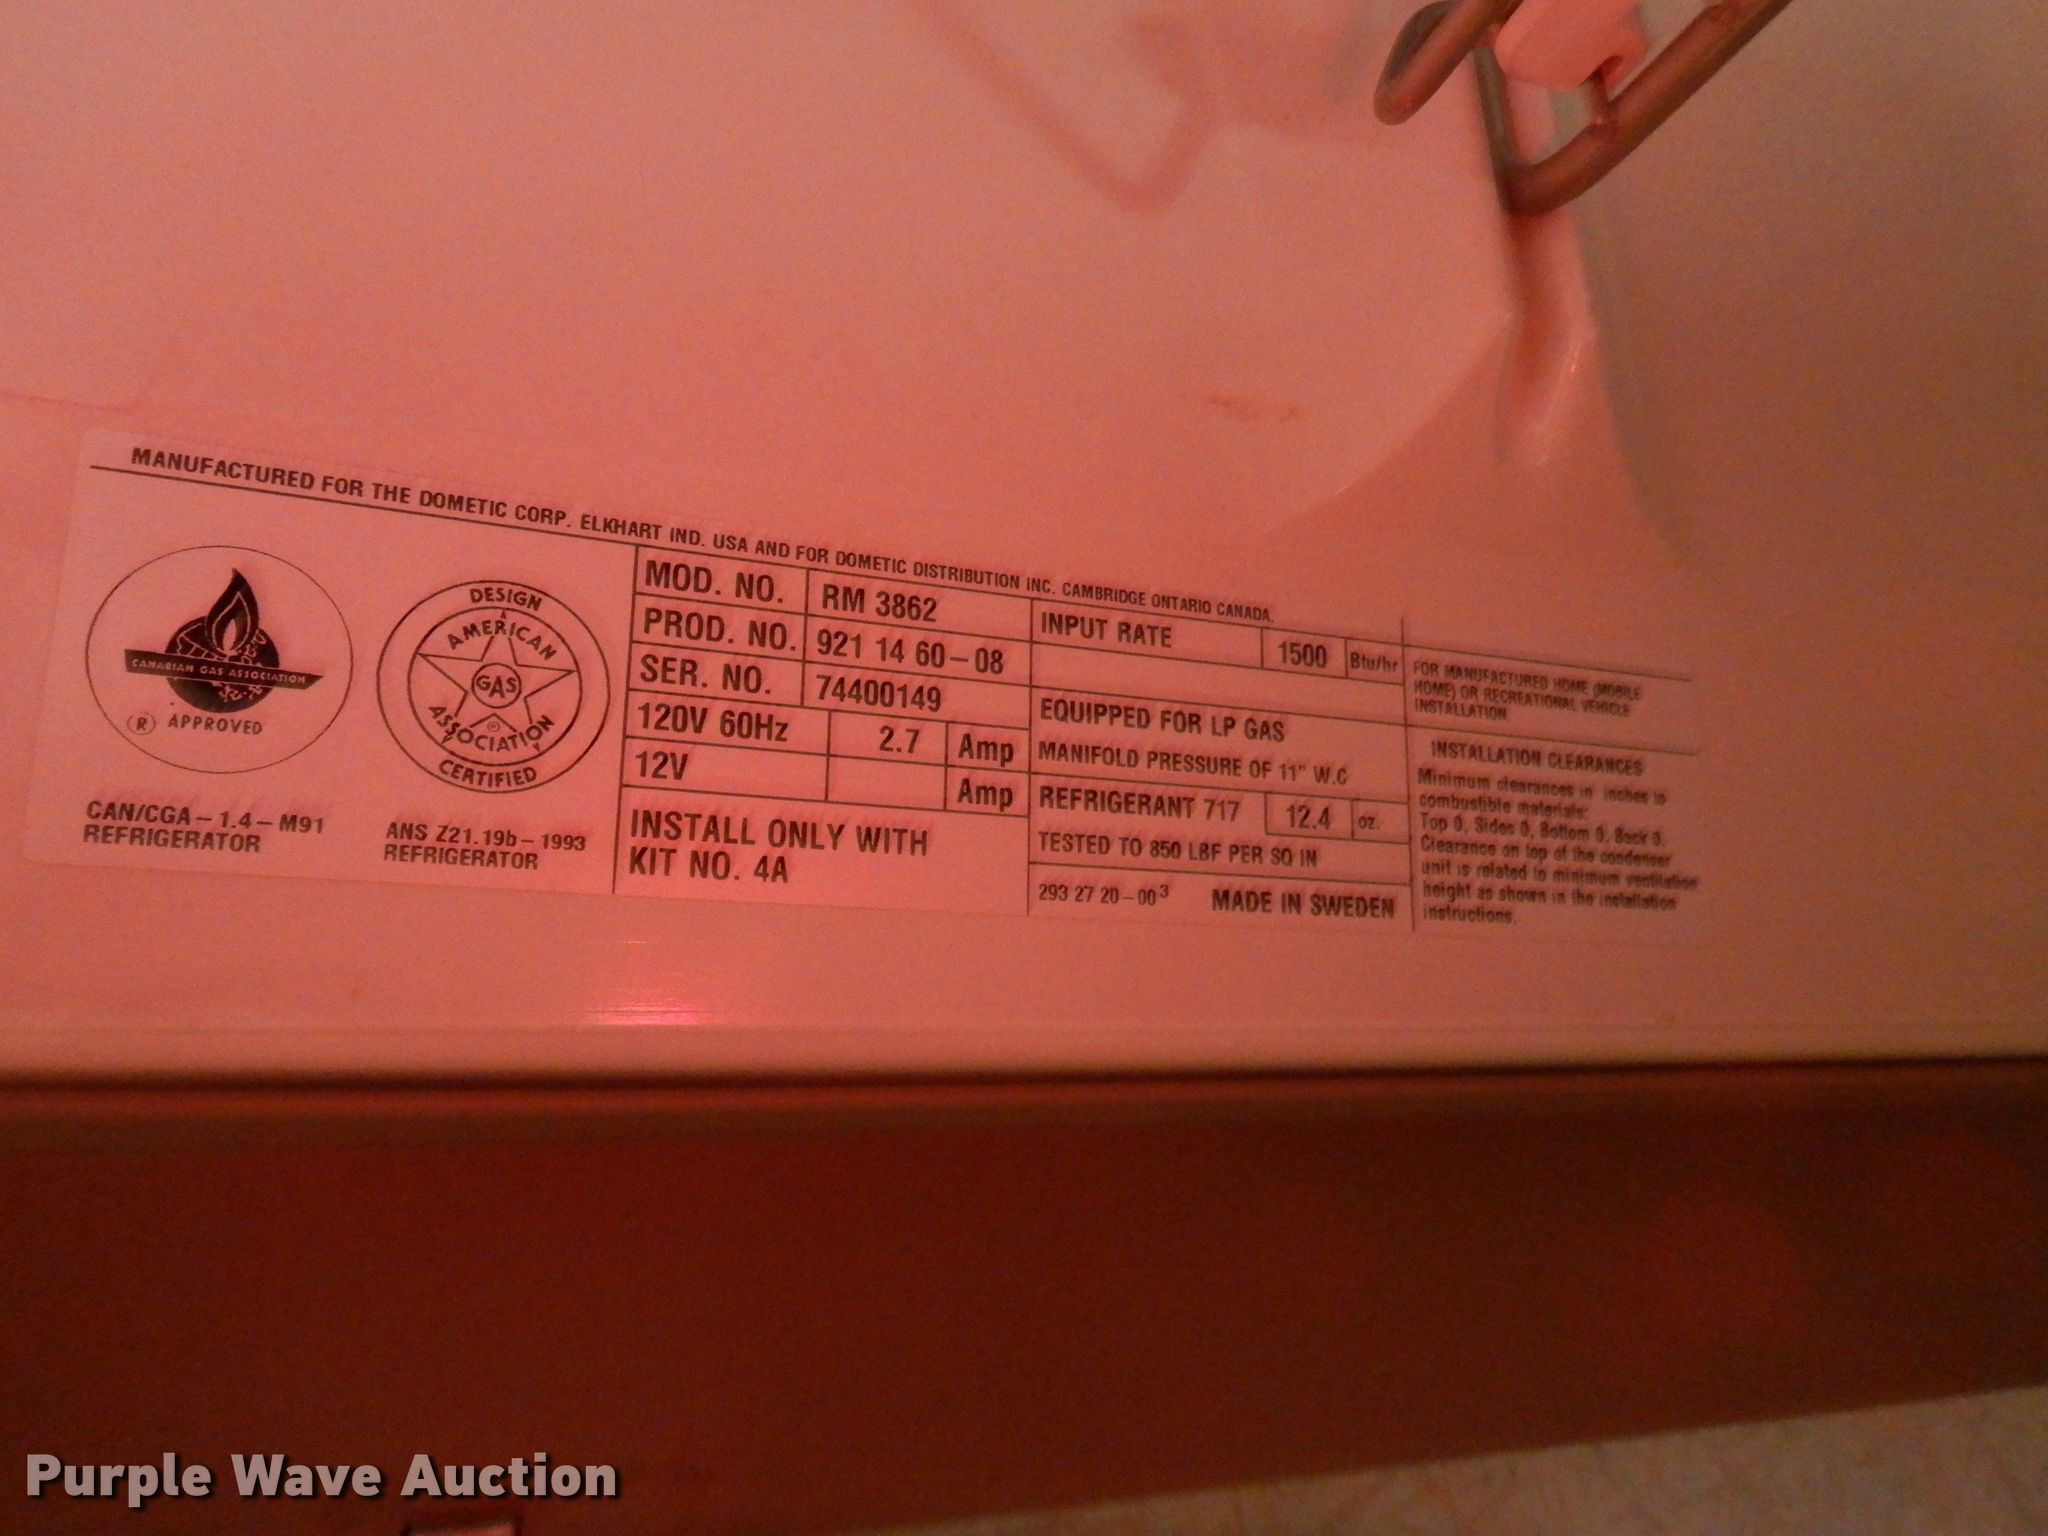 MANUFACTURED FOR THE DOMETIC CORP. ELKHART IND. USA AND FOR DOMETIC DISTRIBUTION INC. CAMBRIDGE ONTARIO CANADA.
CANADIAN GAS ASSOCIATION
® APPROVED
CAN/CGA-1.4-M91
REFRIGERATOR
DESIGN
AMERICAN
GAS
®
ASSOCIATION
CERTIFIED
ANS Z21.19b-1993
REFRIGERATOR
MOD. NO. RM 3862
PROD. NO. 921 14 60-08
SER. NO. 74400149
120V 60Hz 2.7 Amp
12V Amp
INSTALL ONLY WITH
KIT NO. 4A
INPUT RATE 1500 Btu/hr
EQUIPPED FOR LP GAS
MANIFOLD PRESSURE OF 11" W.C
REFRIGERANT 717 12.4 oz.
TESTED TO 850 LBF PER SQ IN
293 27 20-00³ MADE IN SWEDEN
FOR MANUFACTURED HOME (MOBILE
HOME) OR RECREATIONAL VEHICLE
INSTALLATION
INSTALLATION CLEARANCES
Minimum clearances in inches to
combustible materials:
Top 0, Sides 0, Bottom 0, Back 0.
Clearance on top of the condenser
unit is related to minimum ventilation
height as shown in the installation
instructions.
Purple Wave Auction